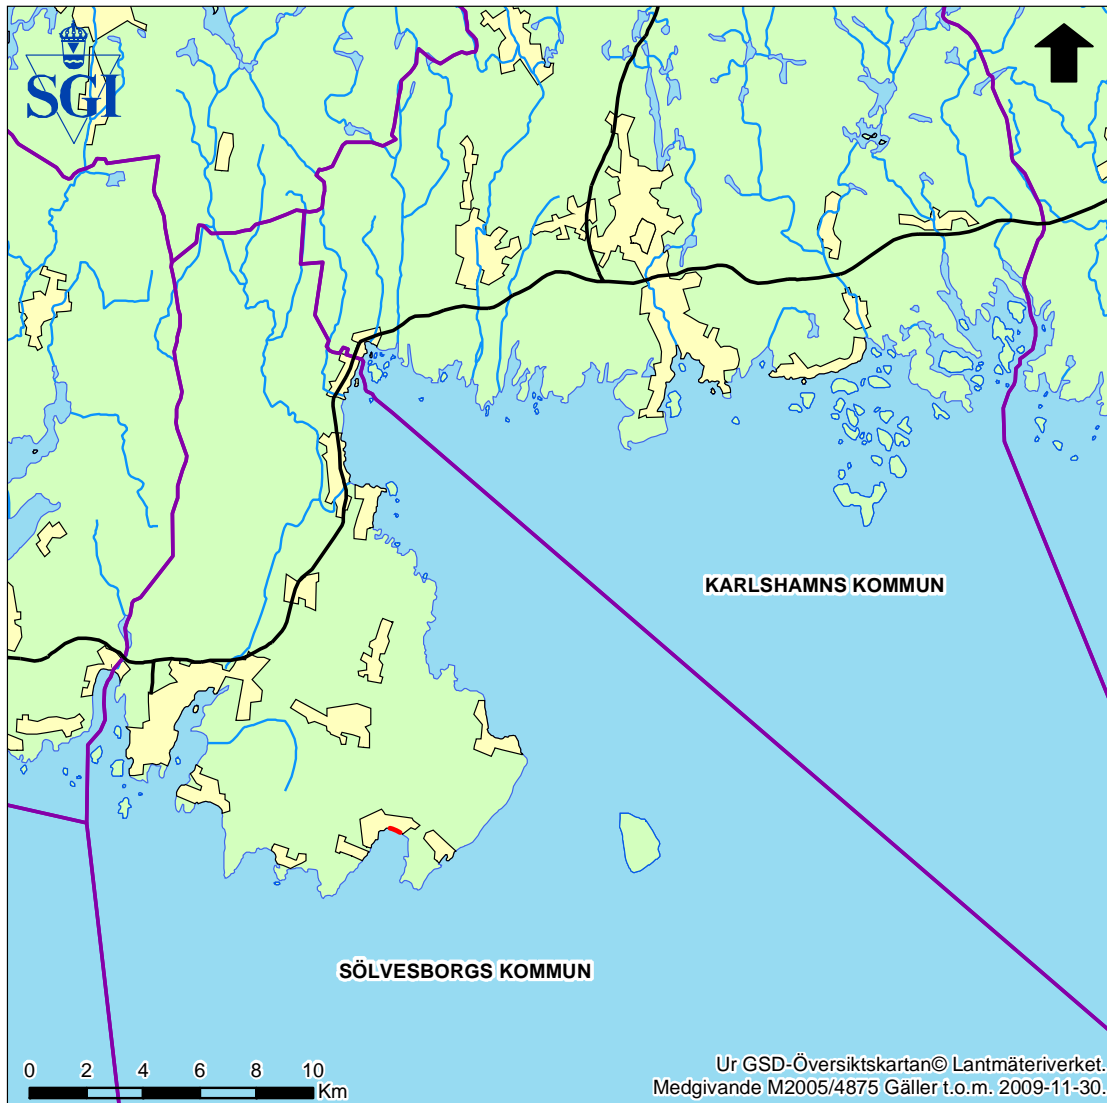 SGI
KARLSHAMNS KOMMUN
SÖLVESBORGS KOMMUN
0 2 4 6 8 10
Km
Ur GSD-Översiktskartan© Lantmäteriverket.
Medgivande M2005/4875 Gäller t.o.m. 2009-11-30.